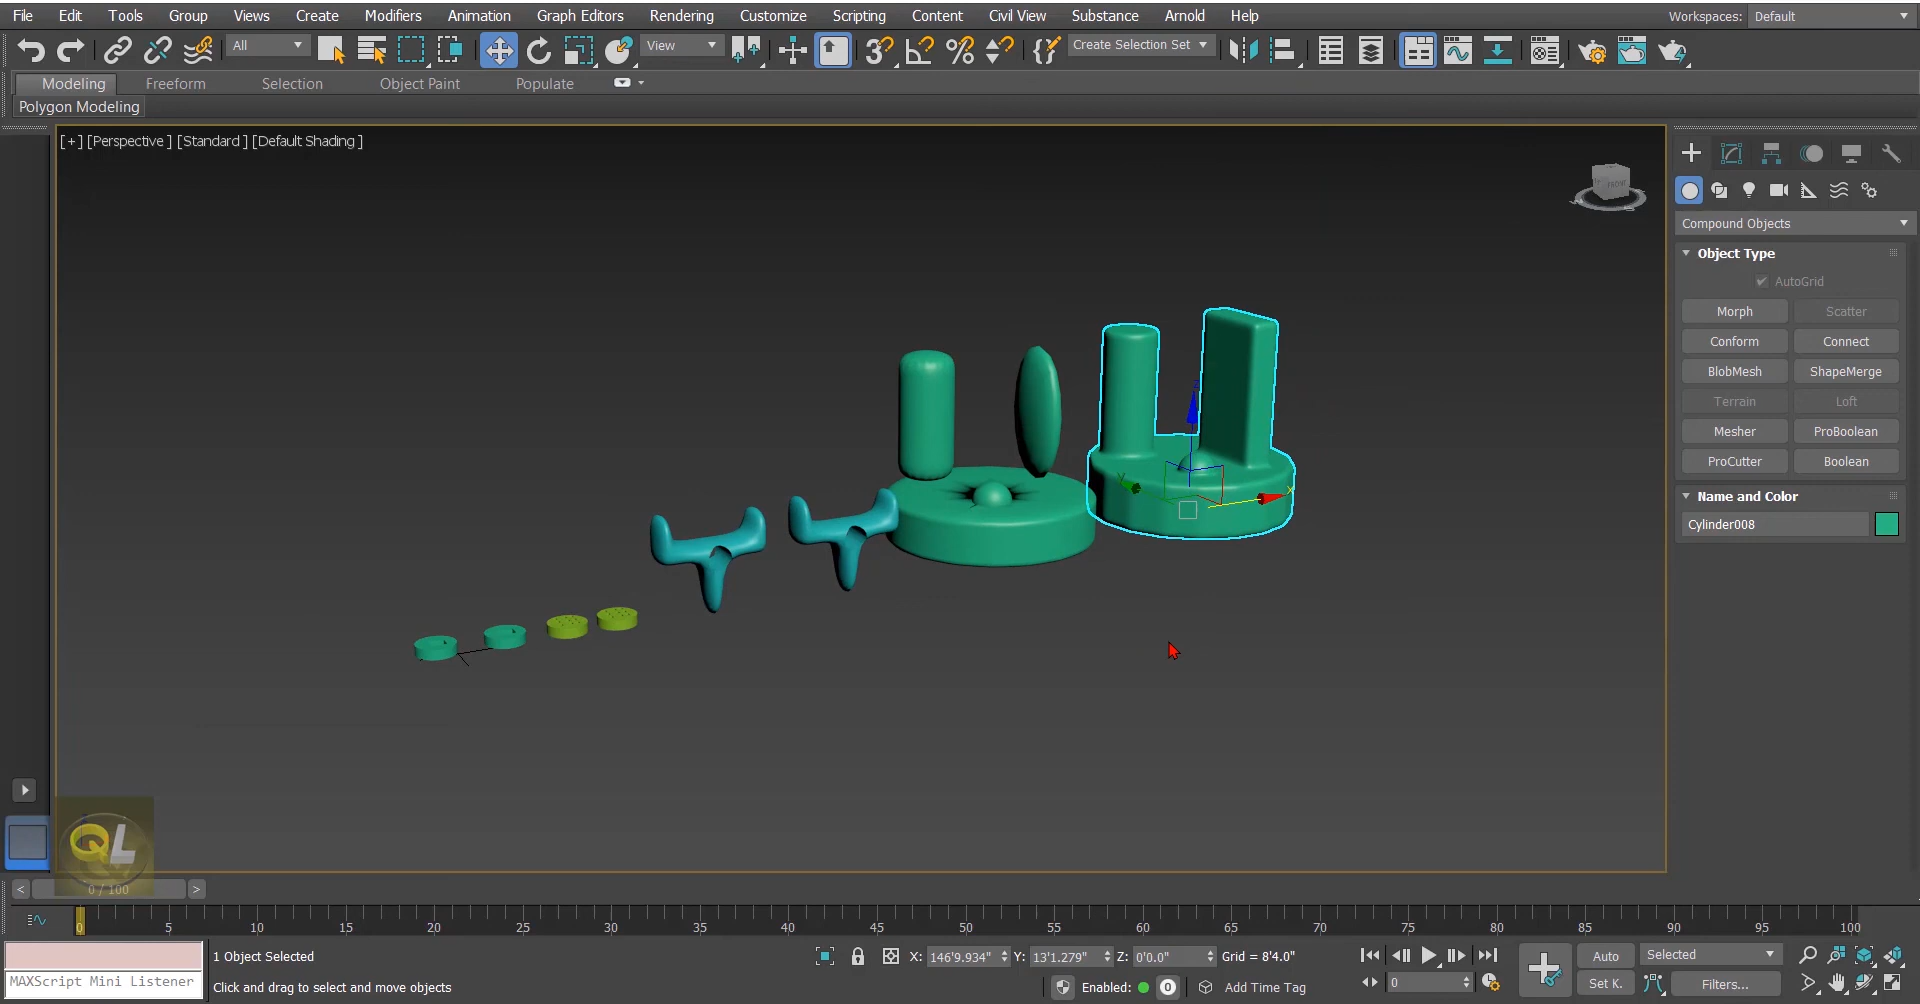 File Edit Tools Group Views Create Modifiers Animation Graph Editors Rendering Customize Scripting Content Civil View Substance Arnold Help Workspaces: Default
All View 3 Create Selection Set
Modeling Freeform Selection Object Paint Populate
Polygon Modeling
[ + ] [Perspective ] [Standard ] [Default Shading ]
FRONT
Compound Objects
Object Type
AutoGrid
Morph Scatter
Conform Connect
BlobMesh ShapeMerge
Terrain Loft
Mesher ProBoolean
ProCutter Boolean
Name and Color
Cylinder008
X
Y
QL
< 0 / 100 >
0 5 10 15 20 25 30 35 40 45 50 55 60 65 70 75 80 85 90 95 100
1 Object Selected X: 146'9.934" Y: 13'1.279" Z: 0'0.0" Grid = 8'4.0" Auto Selected
MAXScript Mini Listener Click and drag to select and move objects Enabled: 0 Add Time Tag 0 Set K. Filters...